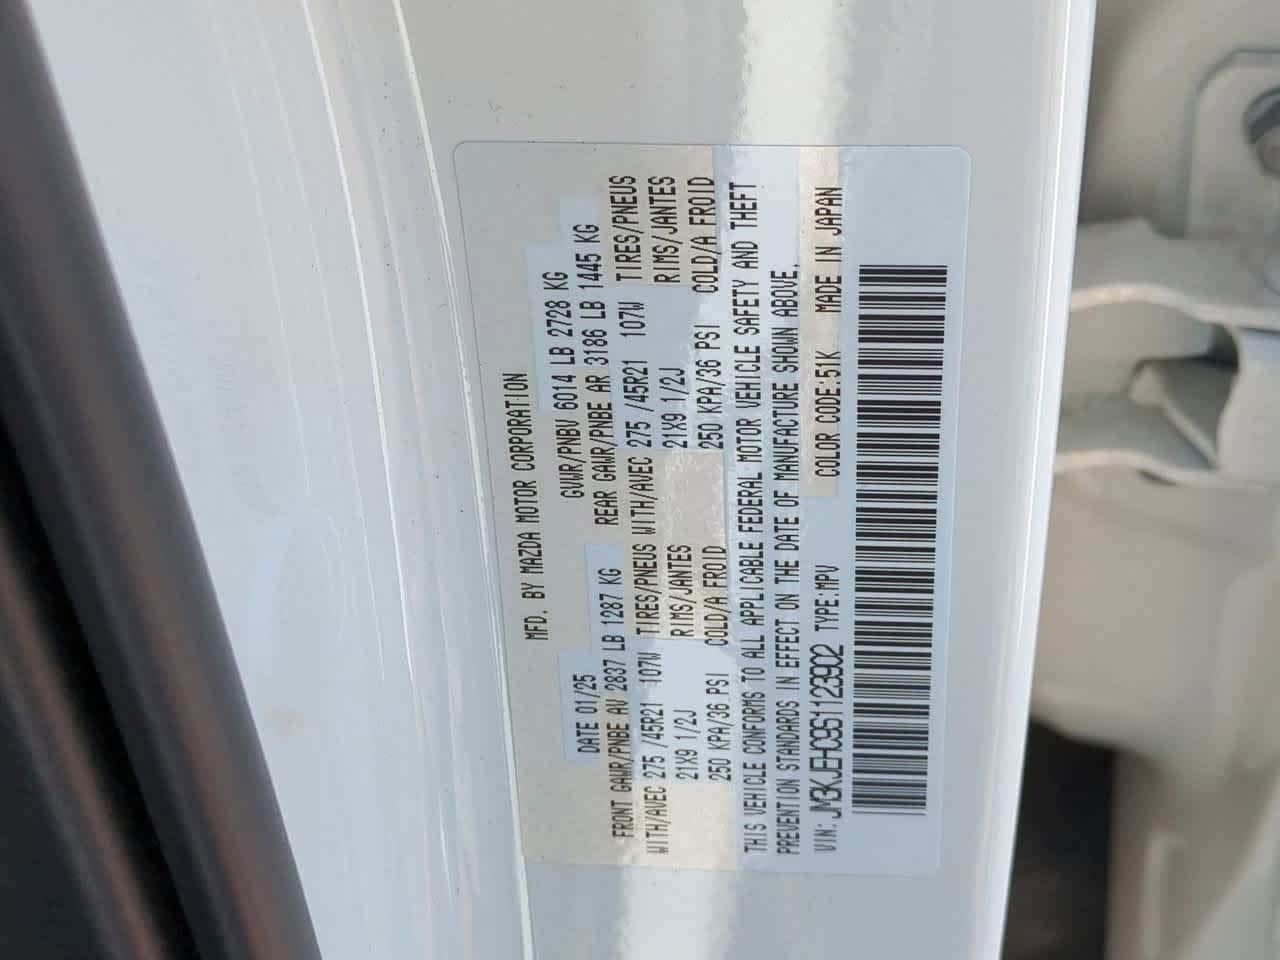 MFD. BY MAZDA MOTOR CORPORATION
DATE 01/25 GVWR/PNBV 6014 LB 2728 KG
FRONT GAWR/PNBE AV 2837 LB 1287 KG REAR GAWR/PNBE AR 3186 LB 1445 KG
WITH/AVEC 275 /45R21 107W TIRES/PNEUS WITH/AVEC 275 /45R21 107W TIRES/PNEUS
21X9 1/2J RIMS/JANTES 21X9 1/2J RIMS/JANTES
250 KPA/36 PSI COLD/A FROID 250 KPA/36 PSI COLD/A FROID
THIS VEHICLE CONFORMS TO ALL APPLICABLE FEDERAL MOTOR VEHICLE SAFETY AND THEFT
PREVENTION STANDARDS IN EFFECT ON THE DATE OF MANUFACTURE SHOWN ABOVE.
VIN: JM3KJEHC9S1123902 TYPE:MPV COLOR CODE:51K MADE IN JAPAN